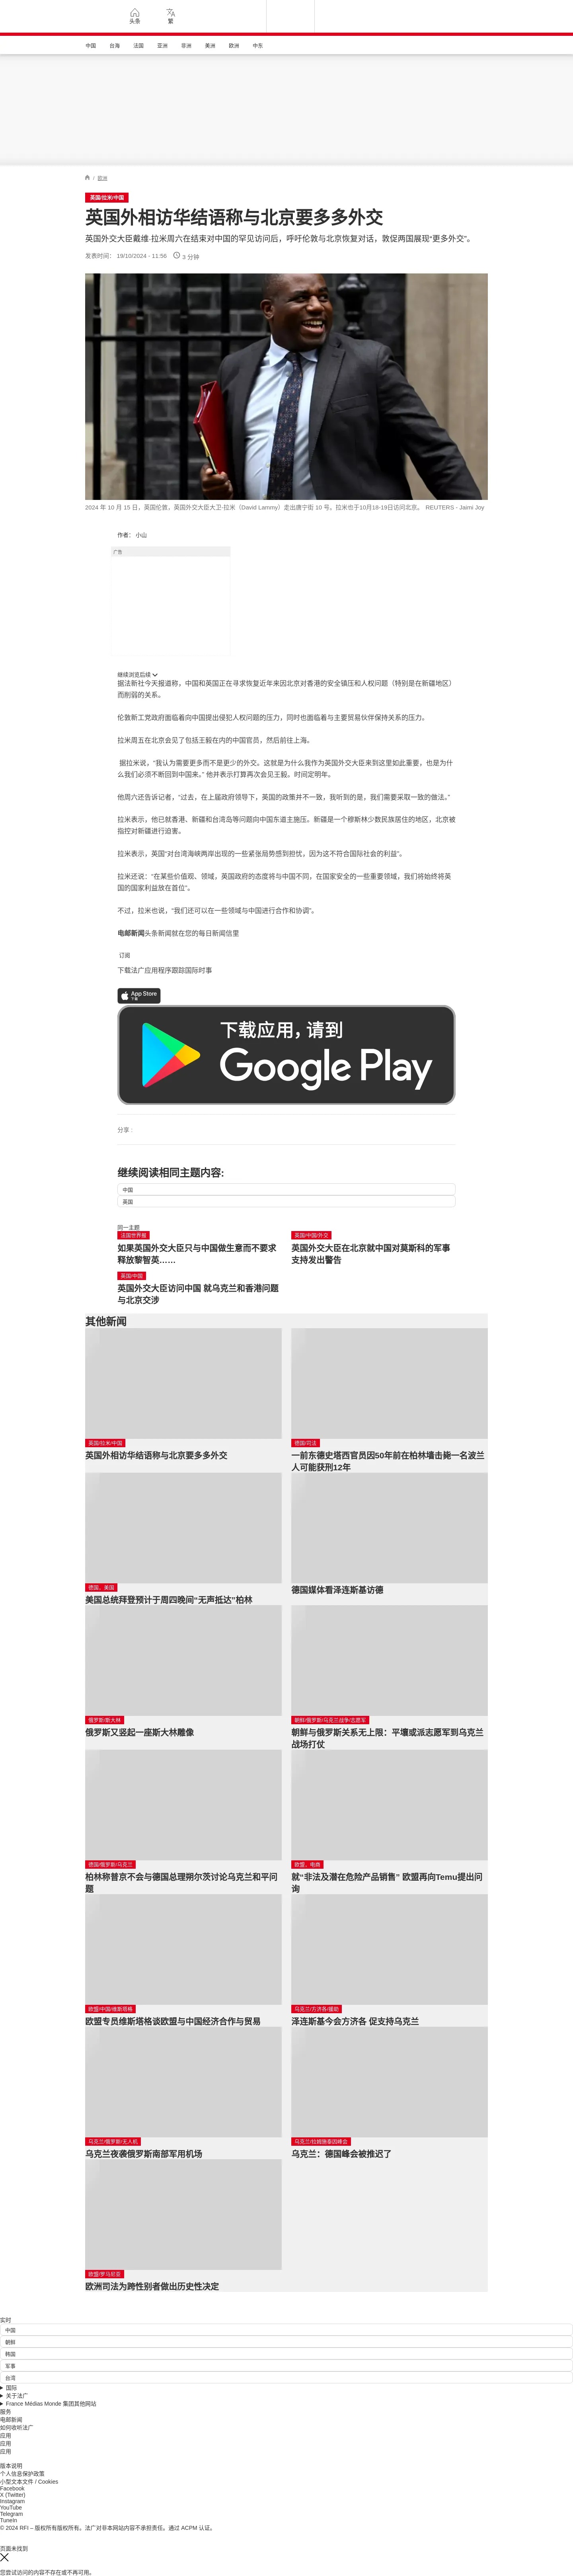 头条
繁
中国
台海
法国
亚洲
非洲
美洲
欧洲
中东
/ 欧洲
英国/拉米/中国
英国外相访华结语称与北京要多多外交
英国外交大臣戴维·拉米周六在结束对中国的罕见访问后，呼吁伦敦与北京恢复对话，敦促两国展现“更多外交”。
发表时间： 19/10/2024 - 11:56
3 分钟
2024 年 10 月 15 日，英国伦敦，英国外交大臣大卫-拉米（David Lammy）走出唐宁街 10 号。拉米也于10月18-19日访问北京。 REUTERS - Jaimi Joy
作者： 小山
广告
继续浏览后续
据法新社今天报道称，中国和英国正在寻求恢复近年来因北京对香港的安全镇压和人权问题（特别是在新疆地区）
而削弱的关系。
伦敦新工党政府面临着向中国提出侵犯人权问题的压力，同时也面临着与主要贸易伙伴保持关系的压力。
拉米周五在北京会见了包括王毅在内的中国官员，然后前往上海。
据拉米说，“我认为需要更多而不是更少的外交。这就是为什么我作为英国外交大臣来到这里如此重要，也是为什
么我们必须不断回到中国来。” 他并表示打算再次会见王毅。时间定明年。
他周六还告诉记者，“过去，在上届政府领导下，英国的政策并不一致，我听到的是，我们需要采取一致的做法。”
拉米表示，他已就香港、新疆和台湾岛等问题向中国东道主施压。新疆是一个穆斯林少数民族居住的地区，北京被
指控对新疆进行迫害。
拉米表示，英国“对台湾海峡两岸出现的一些紧张局势感到担忧，因为这不符合国际社会的利益”。
拉米还说：“在某些价值观、领域，英国政府的态度将与中国不同，在国家安全的一些重要领域，我们将始终将英
国的国家利益放在首位”。
不过，拉米也说，“我们还可以在一些领域与中国进行合作和协调”。
电邮新闻头条新闻就在您的每日新闻信里
订阅
下载法广应用程序跟踪国际时事
App Store
下载
下载应用，请到
Google Play
分享 :
继续阅读相同主题内容:
中国
英国
同一主题
法国世界报
如果英国外交大臣只与中国做生意而不要求
释放黎智英……
英国/中国/外交
英国外交大臣在北京就中国对莫斯科的军事
支持发出警告
英国/中国
英国外交大臣访问中国 就乌克兰和香港问题
与北京交涉
其他新闻
英国/拉米/中国
英国外相访华结语称与北京要多多外交
德国/司法
一前东德史塔西官员因50年前在柏林墙击毙一名波兰
人可能获刑12年
德国、美国
美国总统拜登预计于周四晚间“无声抵达”柏林
德国媒体看泽连斯基访德
俄罗斯/斯大林
俄罗斯又竖起一座斯大林雕像
朝鲜/俄罗斯/乌克兰战争/志愿军
朝鲜与俄罗斯关系无上限：平壤或派志愿军到乌克兰
战场打仗
德国/俄罗斯/乌克兰
柏林称普京不会与德国总理朔尔茨讨论乌克兰和平问
题
欧盟，电商
就“非法及潜在危险产品销售” 欧盟再向Temu提出问
询
欧盟/中国/维斯塔格
欧盟专员维斯塔格谈欧盟与中国经济合作与贸易
乌克兰/方济各/援助
泽连斯基今会方济各 促支持乌克兰
乌克兰/俄罗斯/无人机
乌克兰夜袭俄罗斯南部军用机场
乌克兰/拉姆施泰因峰会
乌克兰：德国峰会被推迟了
欧盟/罗马尼亚
欧洲司法为跨性别者做出历史性决定
实时
中国
朝鲜
韩国
军事
台湾
国际
关于法广
France Médias Monde 集团其他网站
服务
电邮新闻
如何收听法广
应用
应用
应用
版本说明
个人信息保护政策
小型文本文件 / Cookies
Facebook
X (Twitter)
Instagram
YouTube
Telegram
TuneIn
© 2024 RFI – 版权所有版权所有。法广对非本网站内容不承担责任。通过 ACPM 认证。
页面未找到
您尝试访问的内容不存在或不再可用。